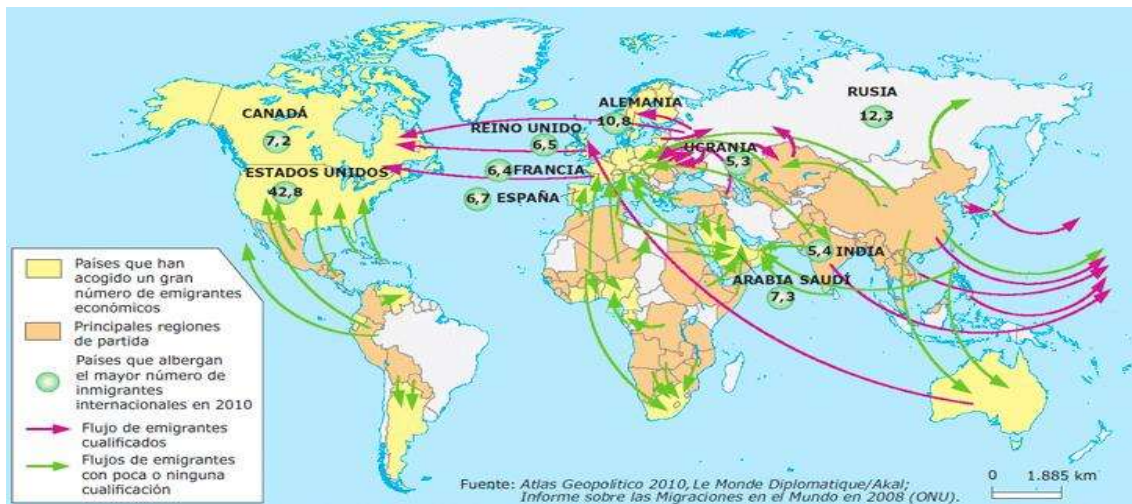 CANADÁ
7,2
ESTADOS UNIDOS
42,8
REINO UNIDO
6,5
6,4 FRANCIA
6,7 ESPAÑA
ALEMANIA
10,8
UCRANIA
5,3
RUSIA
12,3
5,4 INDIA
ARABIA SAUDÍ
7,3
Países que han
acogido un gran
número de emigrantes
económicos
Principales regiones
de partida
Países que albergan
el mayor número de
inmigrantes
internacionales en 2010
Flujo de emigrantes
cualificados
Flujos de emigrantes
con poca o ninguna
cualificación
Fuente: Atlas Geopolítico 2010, Le Monde Diplomatique/Akal;
Informe sobre las Migraciones en el Mundo en 2008 (ONU).
0 1.885 km